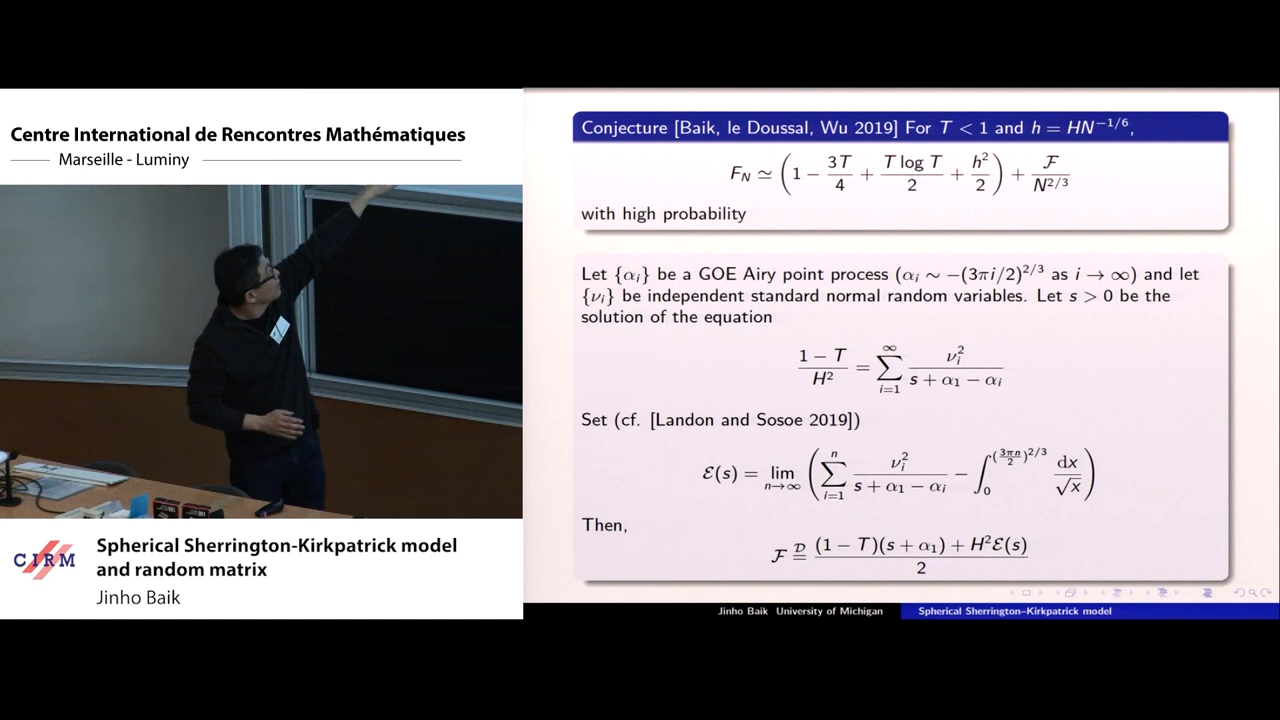 Centre International de Rencontres Mathématiques
Marseille - Luminy
CIRM
Spherical Sherrington-Kirkpatrick model
and random matrix
Jinho Baik
Conjecture [Baik, le Doussal, Wu 2019] For T < 1 and h = HN^{-1/6},
F_N ≃ (1 − 3T/4 + T log T/2 + h²/2) + ℱ/N^{2/3}
with high probability
Let {α_i} be a GOE Airy point process (α_i ∼ −(3πi/2)^{2/3} as i → ∞) and let
{ν_i} be independent standard normal random variables. Let s > 0 be the
solution of the equation
(1 − T)/H² = ∑_{i=1}^{∞} ν_i²/(s + α_1 − α_i)
Set (cf. [Landon and Sosoe 2019])
ℰ(s) = lim_{n→∞} (∑_{i=1}^{n} ν_i²/(s + α_1 − α_i) − ∫_0^{(3πn/2)^{2/3}} dx/√x)
Then,
ℱ =^𝒟 ((1 − T)(s + α_1) + H²ℰ(s))/2
Jinho Baik University of Michigan
Spherical Sherrington–Kirkpatrick model